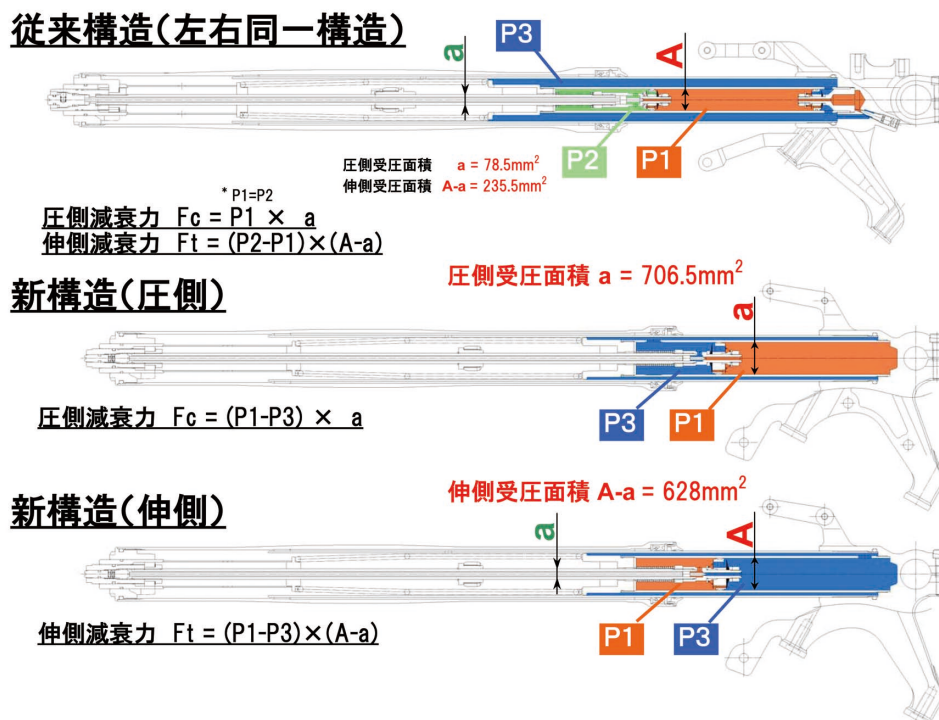 従来構造(左右同一構造)
P3
a
A
P2
P1
圧側受圧面積 a = 78.5mm²
伸側受圧面積 A-a = 235.5mm²
* P1=P2
圧側減衰力 Fc = P1 × a
伸側減衰力 Ft = (P2-P1)×(A-a)
新構造(圧側)
圧側受圧面積 a = 706.5mm²
a
P3
P1
圧側減衰力 Fc = (P1-P3) × a
新構造(伸側)
伸側受圧面積 A-a = 628mm²
a
A
P1
P3
伸側減衰力 Ft = (P1-P3)×(A-a)